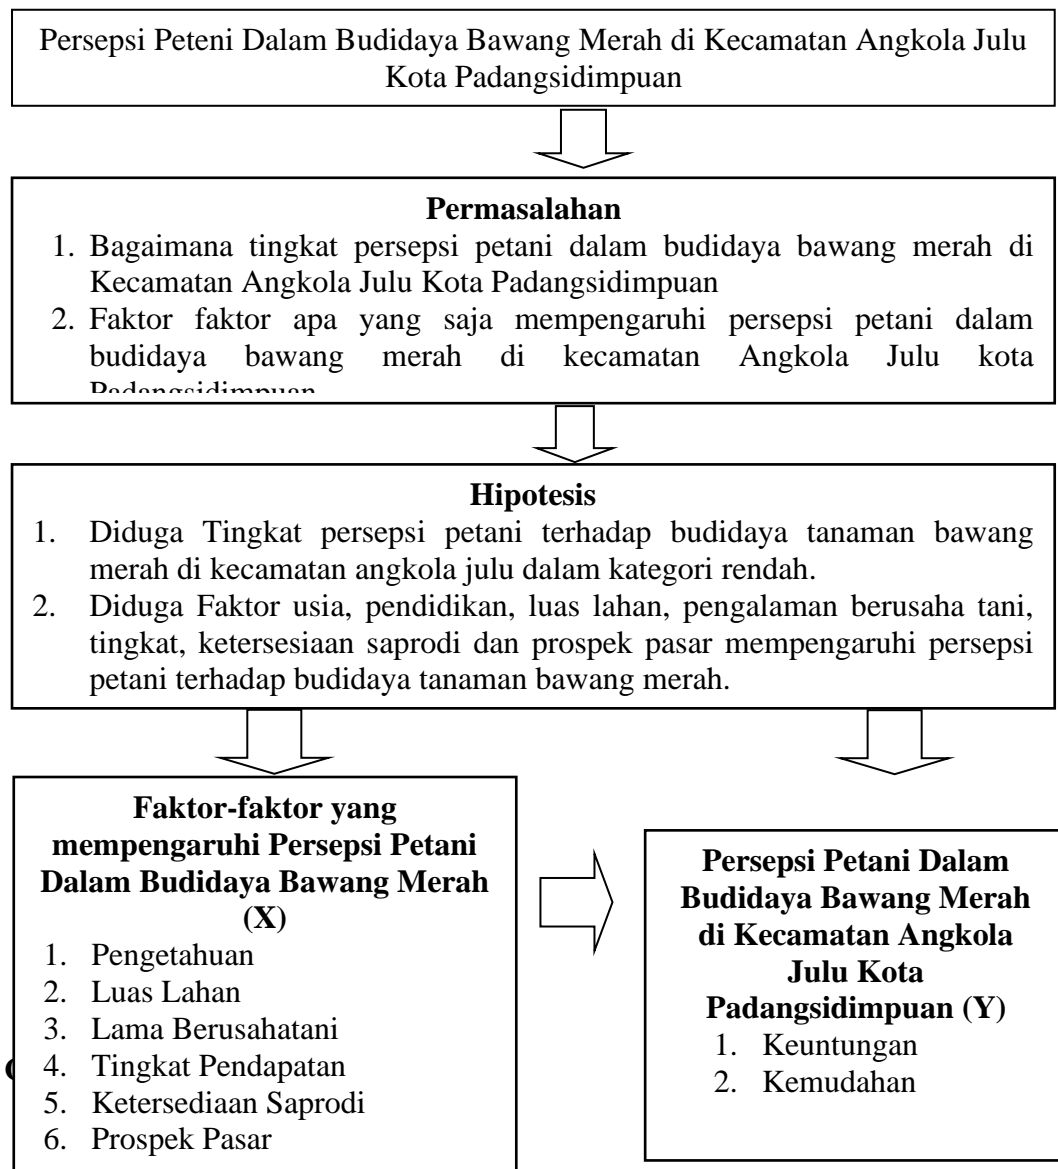 Persepsi Peteni Dalam Budidaya Bawang Merah di Kecamatan Angkola Julu
Kota Padangsidimpuan
Permasalahan
1. Bagaimana tingkat persepsi petani dalam budidaya bawang merah di
Kecamatan Angkola Julu Kota Padangsidimpuan
2. Faktor faktor apa yang saja mempengaruhi persepsi petani dalam
budidaya bawang merah di kecamatan Angkola Julu kota
Padangsidimpuan
Hipotesis
1. Diduga Tingkat persepsi petani terhadap budidaya tanaman bawang
merah di kecamatan angkola julu dalam kategori rendah.
2. Diduga Faktor usia, pendidikan, luas lahan, pengalaman berusaha tani,
tingkat, ketersesiaan saprodi dan prospek pasar mempengaruhi persepsi
petani terhadap budidaya tanaman bawang merah.
Faktor-faktor yang
mempengaruhi Persepsi Petani
Dalam Budidaya Bawang Merah
(X)
1. Pengetahuan
2. Luas Lahan
3. Lama Berusahatani
4. Tingkat Pendapatan
5. Ketersediaan Saprodi
6. Prospek Pasar
Persepsi Petani Dalam
Budidaya Bawang Merah
di Kecamatan Angkola
Julu Kota
Padangsidimpuan (Y)
1. Keuntungan
2. Kemudahan